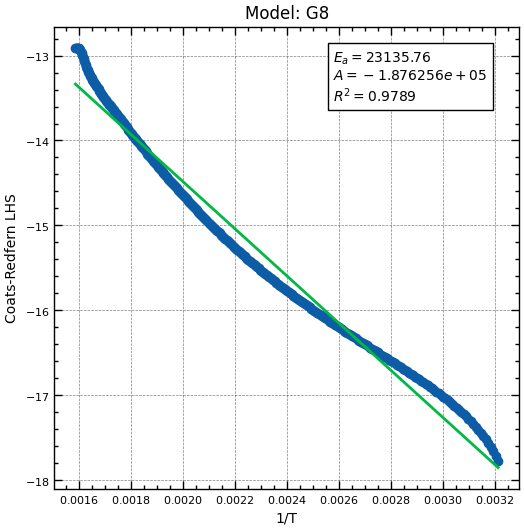 Model: G8
E_a = 23135.76
A = −1.876256e + 05
R^2 = 0.9789
−13
−14
−15
−16
−17
−18
Coats-Redfern LHS
0.0016 0.0018 0.0020 0.0022 0.0024 0.0026 0.0028 0.0030 0.0032
1/T